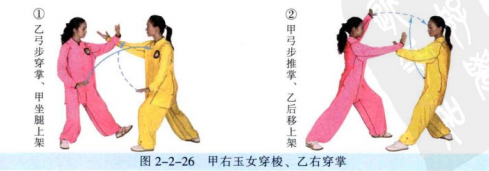 ①
乙弓步穿掌、甲坐腿上架
②
甲弓步推掌、乙后移上架
图 2-2-26 甲右玉女穿梭、乙右穿掌